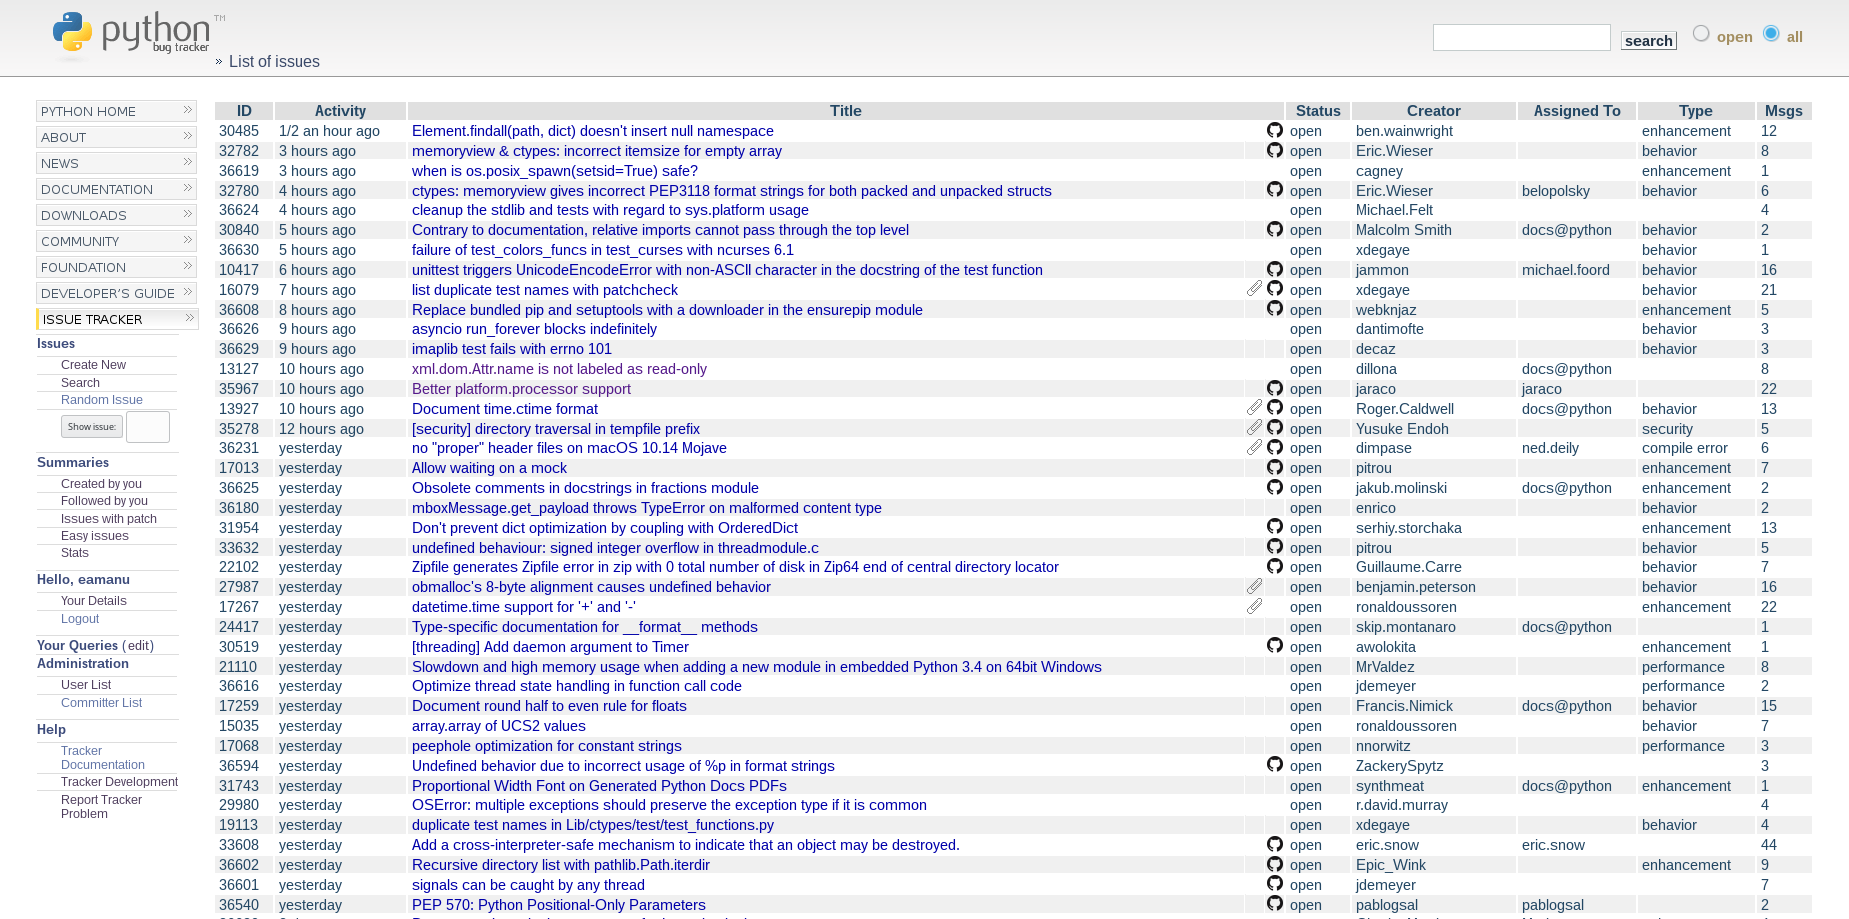 python TM
bug tracker
» List of issues
search open all
PYTHON HOME »
ABOUT »
NEWS »
DOCUMENTATION »
DOWNLOADS »
COMMUNITY »
FOUNDATION »
DEVELOPER'S GUIDE »
ISSUE TRACKER »
Issues
Create New
Search
Random Issue
Show issue:
Summaries
Created by you
Followed by you
Issues with patch
Easy issues
Stats
Hello, eamanu
Your Details
Logout
Your Queries (edit)
Administration
User List
Committer List
Help
Tracker
Documentation
Tracker Development
Report Tracker
Problem
ID Activity Title Status Creator Assigned To Type Msgs
30485 1/2 an hour ago Element.findall(path, dict) doesn't insert null namespace open ben.wainwright enhancement 12
32782 3 hours ago memoryview & ctypes: incorrect itemsize for empty array open Eric.Wieser behavior 8
36619 3 hours ago when is os.posix_spawn(setsid=True) safe? open cagney enhancement 1
32780 4 hours ago ctypes: memoryview gives incorrect PEP3118 format strings for both packed and unpacked structs open Eric.Wieser belopolsky behavior 6
36624 4 hours ago cleanup the stdlib and tests with regard to sys.platform usage open Michael.Felt 4
30840 5 hours ago Contrary to documentation, relative imports cannot pass through the top level open Malcolm Smith docs@python behavior 2
36630 5 hours ago failure of test_colors_funcs in test_curses with ncurses 6.1 open xdegaye behavior 1
10417 6 hours ago unittest triggers UnicodeEncodeError with non-ASCII character in the docstring of the test function open jammon michael.foord behavior 16
16079 7 hours ago list duplicate test names with patchcheck open xdegaye behavior 21
36608 8 hours ago Replace bundled pip and setuptools with a downloader in the ensurepip module open webknjaz enhancement 5
36626 9 hours ago asyncio run_forever blocks indefinitely open dantimofte behavior 3
36629 9 hours ago imaplib test fails with errno 101 open decaz behavior 3
13127 10 hours ago xml.dom.Attr.name is not labeled as read-only open dillona docs@python 8
35967 10 hours ago Better platform.processor support open jaraco jaraco 22
13927 10 hours ago Document time.ctime format open Roger.Caldwell docs@python behavior 13
35278 12 hours ago [security] directory traversal in tempfile prefix open Yusuke Endoh security 5
36231 yesterday no "proper" header files on macOS 10.14 Mojave open dimpase ned.deily compile error 6
17013 yesterday Allow waiting on a mock open pitrou enhancement 7
36625 yesterday Obsolete comments in docstrings in fractions module open jakub.molinski docs@python enhancement 2
36180 yesterday mboxMessage.get_payload throws TypeError on malformed content type open enrico behavior 2
31954 yesterday Don't prevent dict optimization by coupling with OrderedDict open serhiy.storchaka enhancement 13
33632 yesterday undefined behaviour: signed integer overflow in threadmodule.c open pitrou behavior 5
22102 yesterday Zipfile generates Zipfile error in zip with 0 total number of disk in Zip64 end of central directory locator open Guillaume.Carre behavior 7
27987 yesterday obmalloc's 8-byte alignment causes undefined behavior open benjamin.peterson behavior 16
17267 yesterday datetime.time support for '+' and '-' open ronaldoussoren enhancement 22
24417 yesterday Type-specific documentation for __format__ methods open skip.montanaro docs@python 1
30519 yesterday [threading] Add daemon argument to Timer open awolokita enhancement 1
21110 yesterday Slowdown and high memory usage when adding a new module in embedded Python 3.4 on 64bit Windows open MrValdez performance 8
36616 yesterday Optimize thread state handling in function call code open jdemeyer performance 2
17259 yesterday Document round half to even rule for floats open Francis.Nimick docs@python behavior 15
15035 yesterday array.array of UCS2 values open ronaldoussoren behavior 7
17068 yesterday peephole optimization for constant strings open nnorwitz performance 3
36594 yesterday Undefined behavior due to incorrect usage of %p in format strings open ZackerySpytz 3
31743 yesterday Proportional Width Font on Generated Python Docs PDFs open synthmeat docs@python enhancement 1
29980 yesterday OSError: multiple exceptions should preserve the exception type if it is common open r.david.murray 4
19113 yesterday duplicate test names in Lib/ctypes/test/test_functions.py open xdegaye behavior 4
33608 yesterday Add a cross-interpreter-safe mechanism to indicate that an object may be destroyed. open eric.snow eric.snow 44
36602 yesterday Recursive directory list with pathlib.Path.iterdir open Epic_Wink enhancement 9
36601 yesterday signals can be caught by any thread open jdemeyer 7
36540 yesterday PEP 570: Python Positional-Only Parameters open pablogsal pablogsal 2